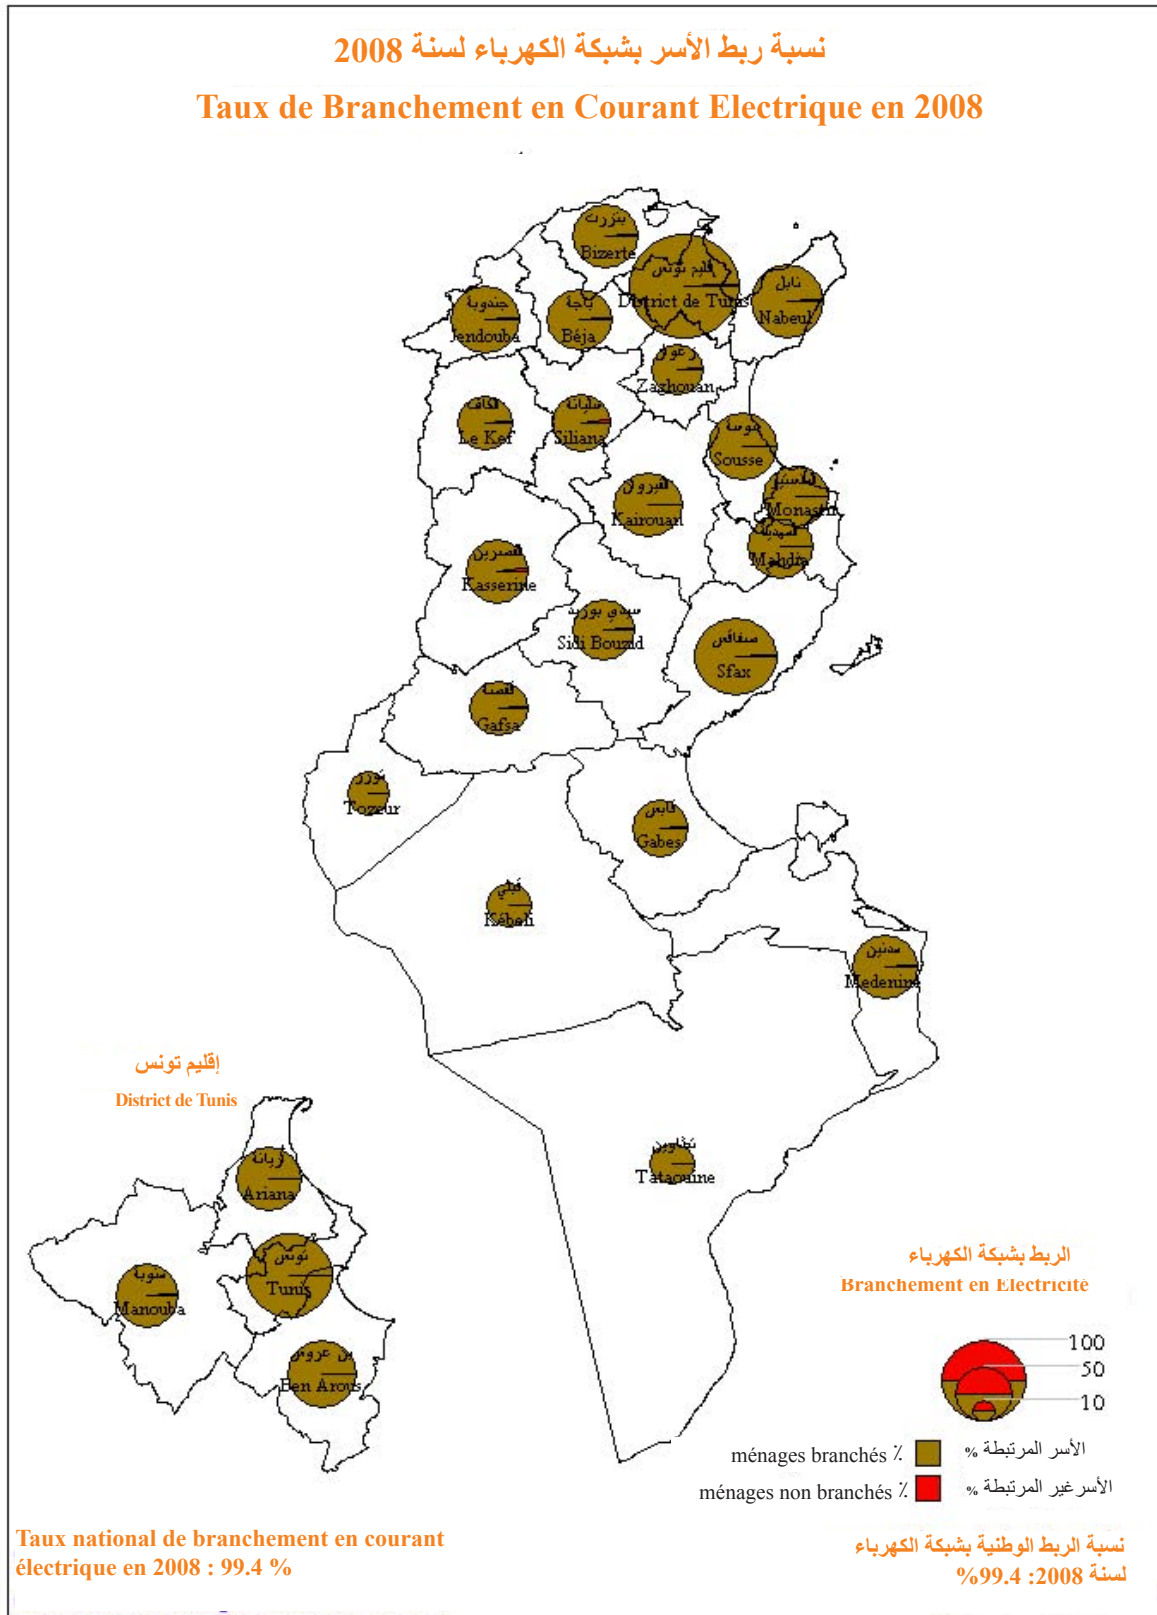 نسبة ربط الأسر بشبكة الكهرباء لسنة 2008
Taux de Branchement en Courant Electrique en 2008
بنزرت
Bizerte
إقليم تونس
District de Tunis
نابل
Nabeul
جندوبة
Jendouba
باجة
Béja
زغوان
Zaghouan
الكاف
Le Kef
سليانة
Siliana
سوسة
Sousse
المنستير
Monastir
القيروان
Kairouan
المهدية
Mahdia
القصرين
Kasserine
سيدي بوزيد
Sidi Bouzid
صفاقس
Sfax
قفصة
Gafsa
توزر
Tozeur
قابس
Gabes
قبلي
Kébeli
مدنين
Medenine
تطاوين
Tataouine
إقليم تونس
District de Tunis
أريانة
Ariana
تونس
Tunis
منوبة
Manouba
بن عروس
Ben Arous
الربط بشبكة الكهرباء
Branchement en Electricité
100
50
10
ménages branchés ٪ الأسر المرتبطة %
ménages non branchés ٪ الأسر غير المرتبطة %
Taux national de branchement en courant
électrique en 2008 : 99.4 %
نسبة الربط الوطنية بشبكة الكهرباء
لسنة 2008: 99.4%